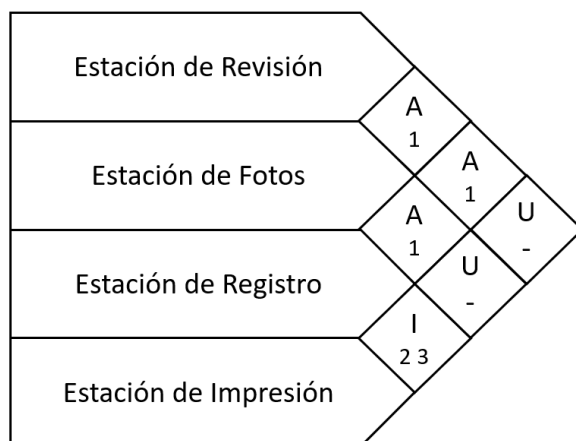 Estación de Revisión
A
1
Estación de Fotos
A
1
U
-
A
1
Estación de Registro
U
-
I
2 3
Estación de Impresión